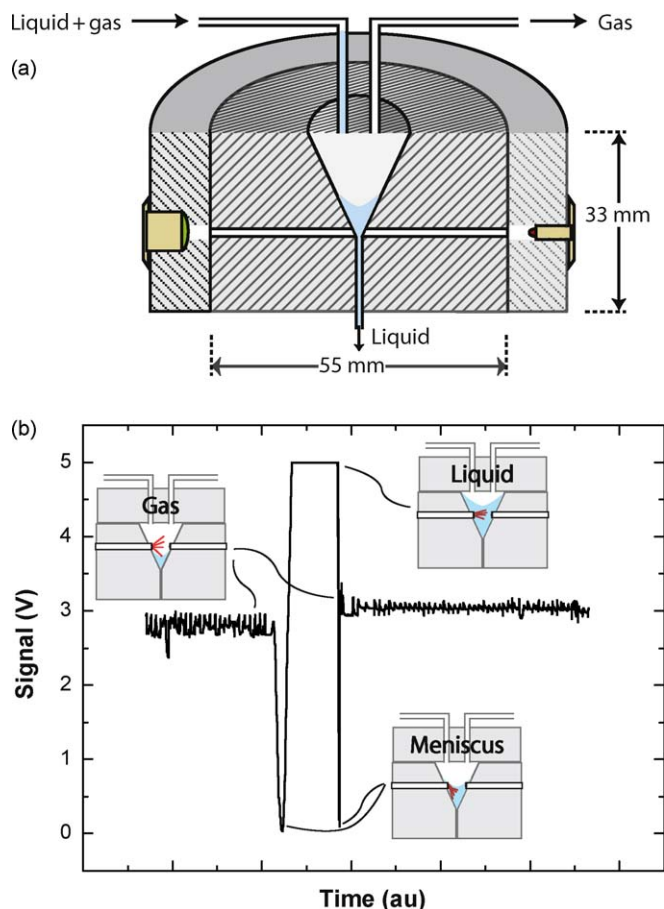 Liquid + gas
Gas
(a)
33 mm
Liquid
55 mm
(b)
5
4
3
2
1
0
Signal (V)
Gas
Liquid
Meniscus
Time (au)